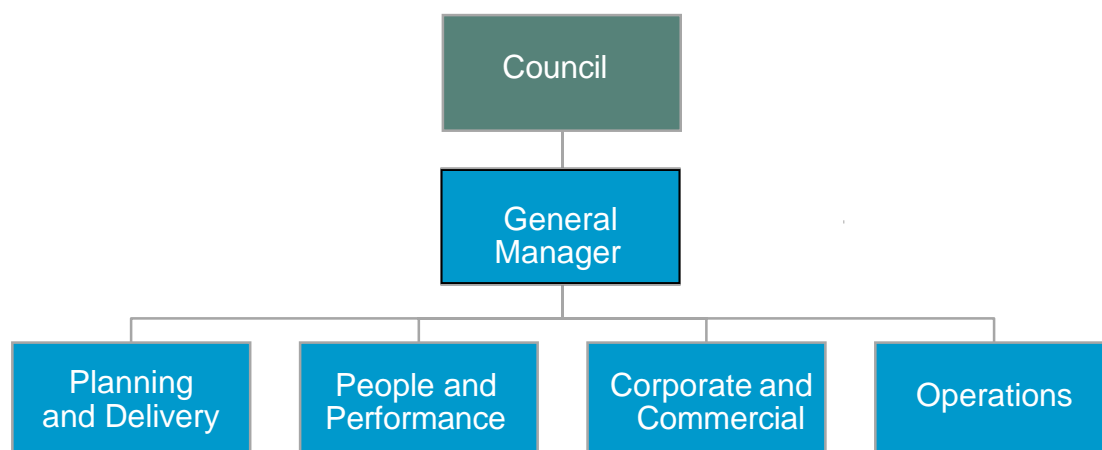 Council
General
Manager
Planning
and Delivery
People and
Performance
Corporate and
Commercial
Operations